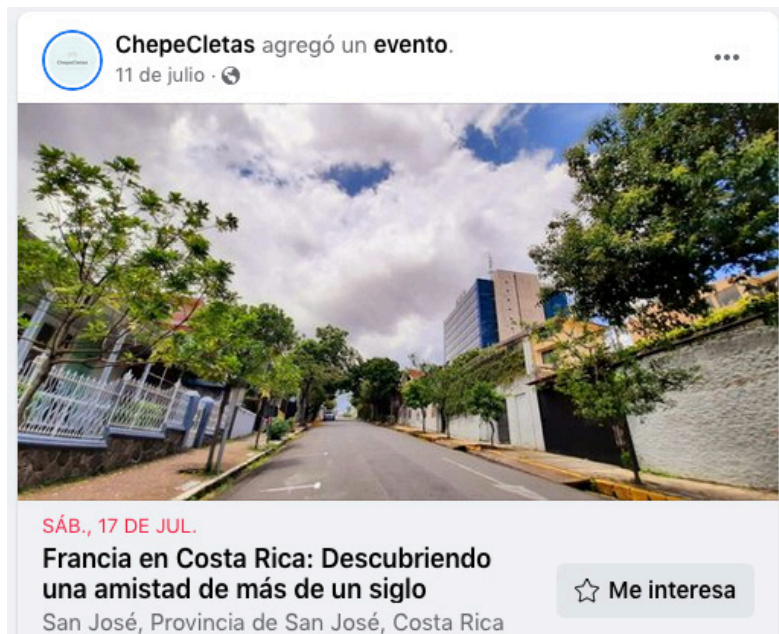 ChepeCletas agregó un evento.
11 de julio ·
ChepeCletas
SÁB., 17 DE JUL.
Francia en Costa Rica: Descubriendo
una amistad de más de un siglo
Me interesa
San José, Provincia de San José, Costa Rica